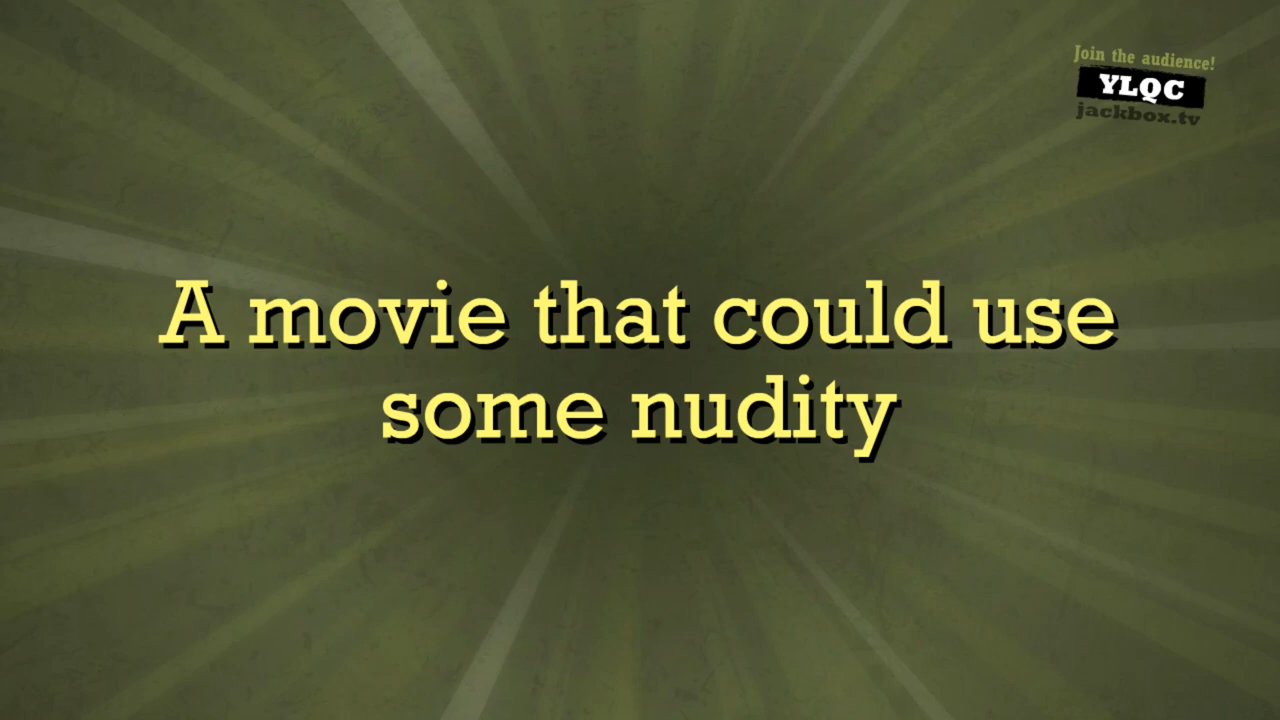 Join the audience!
YLQC
jackbox.tv
A movie that could use
some nudity